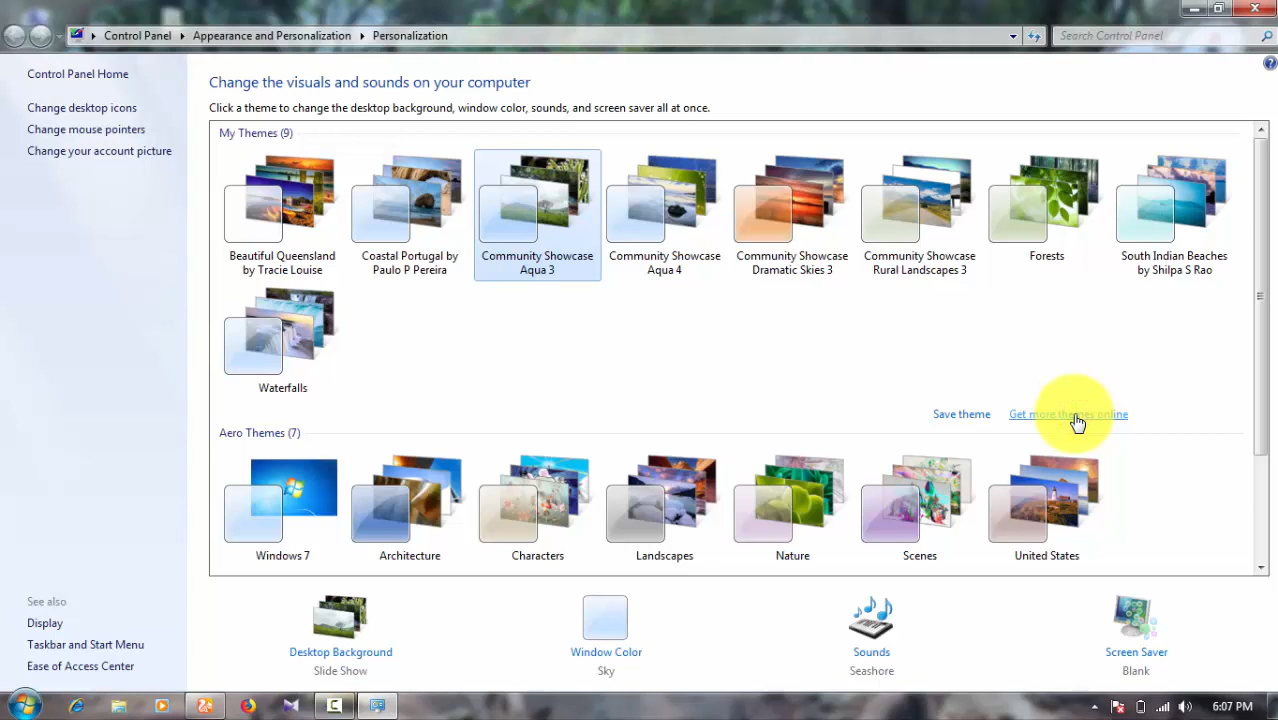 Control Panel
Appearance and Personalization
Personalization
Search Control Panel
Control Panel Home
Change desktop icons
Change mouse pointers
Change your account picture
Change the visuals and sounds on your computer
Click a theme to change the desktop background, window color, sounds, and screen saver all at once.
My Themes (9)
Beautiful Queensland
by Tracie Louise
Coastal Portugal by
Paulo P Pereira
Community Showcase
Aqua 3
Community Showcase
Aqua 4
Community Showcase
Dramatic Skies 3
Community Showcase
Rural Landscapes 3
Forests
South Indian Beaches
by Shilpa S Rao
Waterfalls
Save theme
Get more themes online
Aero Themes (7)
Windows 7
Architecture
Characters
Landscapes
Nature
Scenes
United States
See also
Display
Taskbar and Start Menu
Ease of Access Center
Desktop Background
Slide Show
Window Color
Sky
Sounds
Seashore
Screen Saver
Blank
6:07 PM